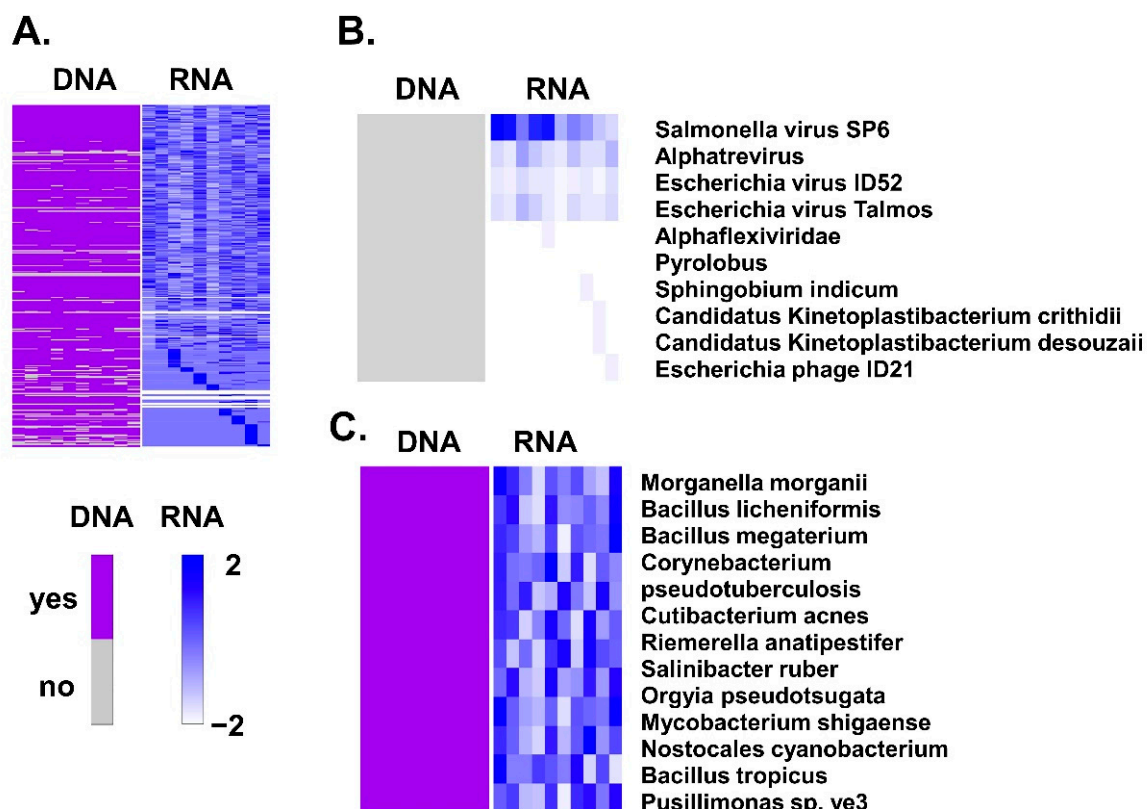 A.
DNA RNA
B.
DNA RNA
Salmonella virus SP6
Alphatrevirus
Escherichia virus ID52
Escherichia virus Talmos
Alphaflexiviridae
Pyrolobus
Sphingobium indicum
Candidatus Kinetoplastibacterium crithidii
Candidatus Kinetoplastibacterium desouzaii
Escherichia phage ID21
C.
DNA RNA
Morganella morganii
Bacillus licheniformis
Bacillus megaterium
Corynebacterium
pseudotuberculosis
Cutibacterium acnes
Riemerella anatipestifer
Salinibacter ruber
Orgyia pseudotsugata
Mycobacterium shigaense
Nostocales cyanobacterium
Bacillus tropicus
Pusillimonas sp. ye3
DNA RNA
yes
no
2
−2